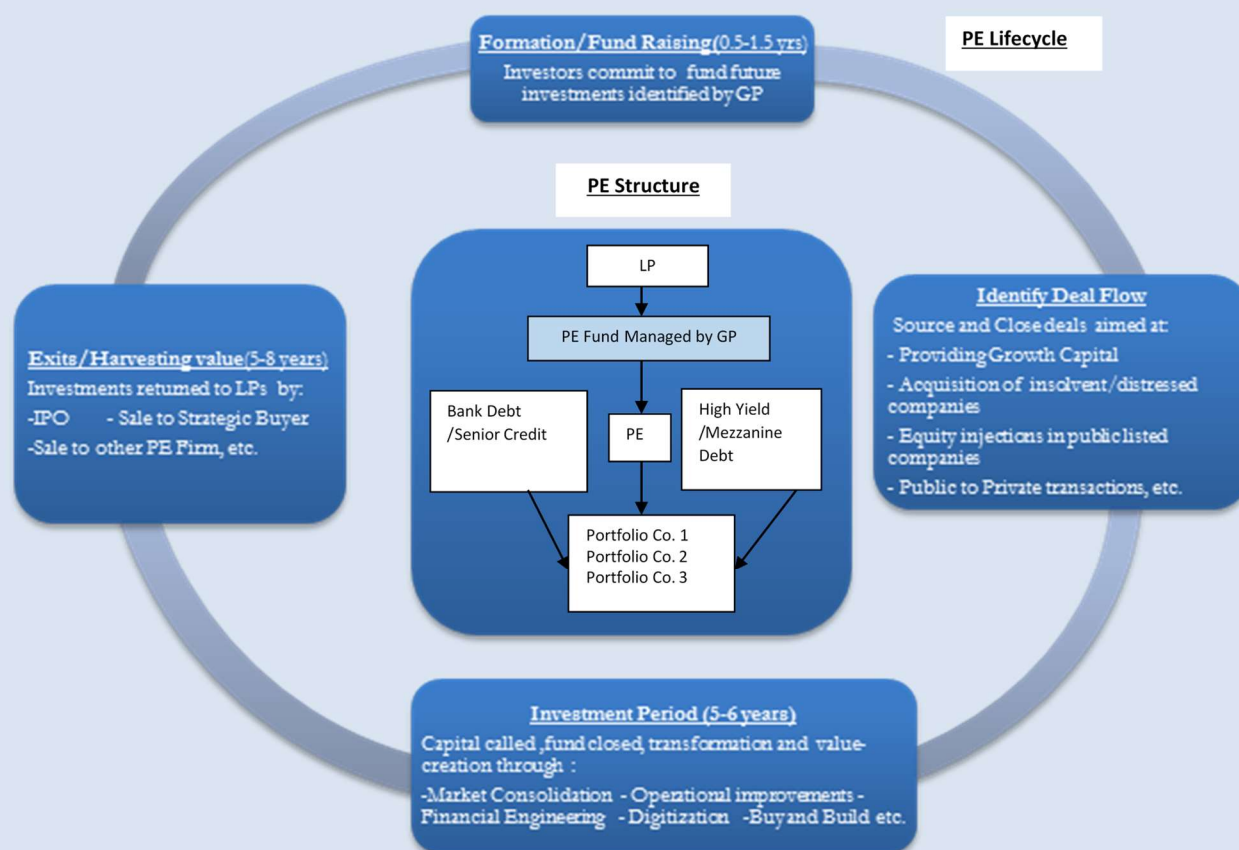 PE Lifecycle
Formation/Fund Raising(0.5-1.5 yrs)
Investors commit to fund future
investments identified by GP
PE Structure
LP
PE Fund Managed by GP
Bank Debt
/Senior Credit
PE
High Yield
/Mezzanine
Debt
Portfolio Co. 1
Portfolio Co. 2
Portfolio Co. 3
Identify Deal Flow
Source and Close deals aimed at:
- Providing Growth Capital
- Acquisition of insolvent/distressed
companies
- Equity injections in public listed
companies
- Public to Private transactions, etc.
Investment Period (5-6 years)
Capital called ,fund closed, transformation and value-
creation through :
-Market Consolidation - Operational improvements -
Financial Engineering - Digitization -Buy and Build etc.
Exits/Harvesting value(5-8 years)
Investments returned to LPs by:
-IPO - Sale to Strategic Buyer
-Sale to other PE Firm, etc.